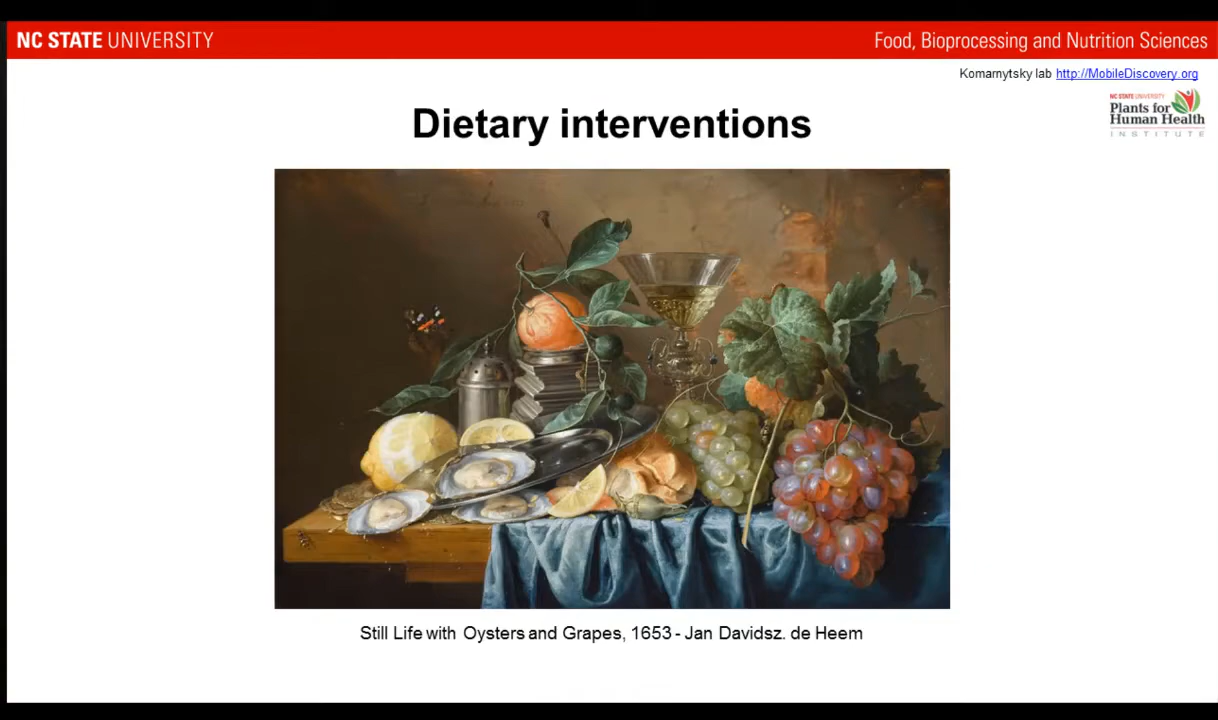 NC STATE UNIVERSITY
Food, Bioprocessing and Nutrition Sciences
Komarnytsky lab http://MobileDiscovery.org
NC STATE UNIVERSITY
Plants for
Human Health
INSTITUTE
Dietary interventions
Still Life with Oysters and Grapes, 1653 - Jan Davidsz. de Heem